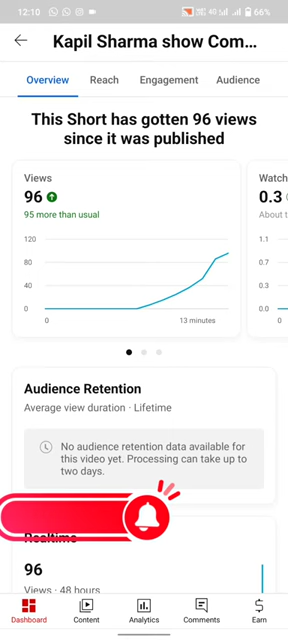 12:10
4G
66%
Kapil Sharma show Com...
Overview
Reach
Engagement
Audience
This Short has gotten 96 views
since it was published
Views
96
95 more than usual
120
80
40
0
0
13 minutes
Watch
0.3
About t
1.1
0.7
0.3
0.0
0
Audience Retention
Average view duration · Lifetime
No audience retention data available for
this video yet. Processing can take up to
two days.
Realtime
96
Views · 48 hours
Dashboard
Content
Analytics
Comments
Earn